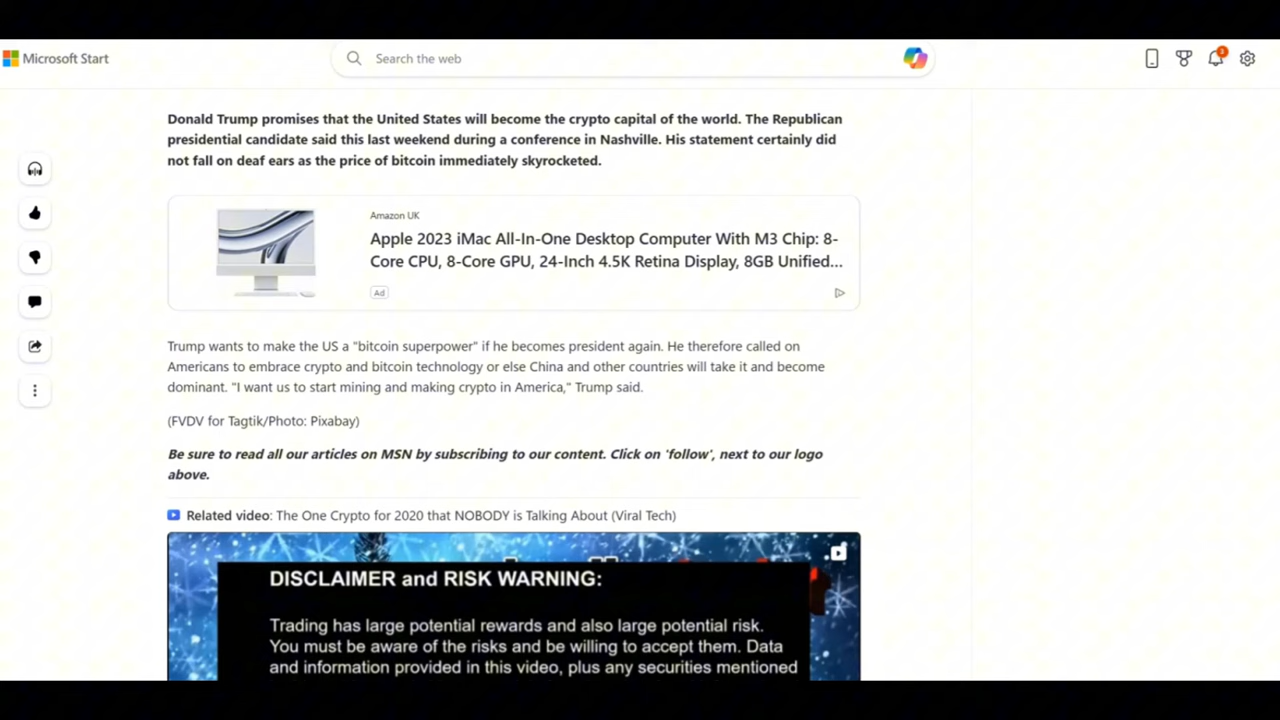 Microsoft Start
Search the web
3
Donald Trump promises that the United States will become the crypto capital of the world. The Republican
presidential candidate said this last weekend during a conference in Nashville. His statement certainly did
not fall on deaf ears as the price of bitcoin immediately skyrocketed.
Amazon UK
Apple 2023 iMac All-In-One Desktop Computer With M3 Chip: 8-
Core CPU, 8-Core GPU, 24-Inch 4.5K Retina Display, 8GB Unified...
Ad
Trump wants to make the US a "bitcoin superpower" if he becomes president again. He therefore called on
Americans to embrace crypto and bitcoin technology or else China and other countries will take it and become
dominant. "I want us to start mining and making crypto in America," Trump said.
(FVDV for Tagtik/Photo: Pixabay)
Be sure to read all our articles on MSN by subscribing to our content. Click on 'follow', next to our logo
above.
Related video: The One Crypto for 2020 that NOBODY is Talking About (Viral Tech)
DISCLAIMER and RISK WARNING:
Trading has large potential rewards and also large potential risk.
You must be aware of the risks and be willing to accept them. Data
and information provided in this video, plus any securities mentioned